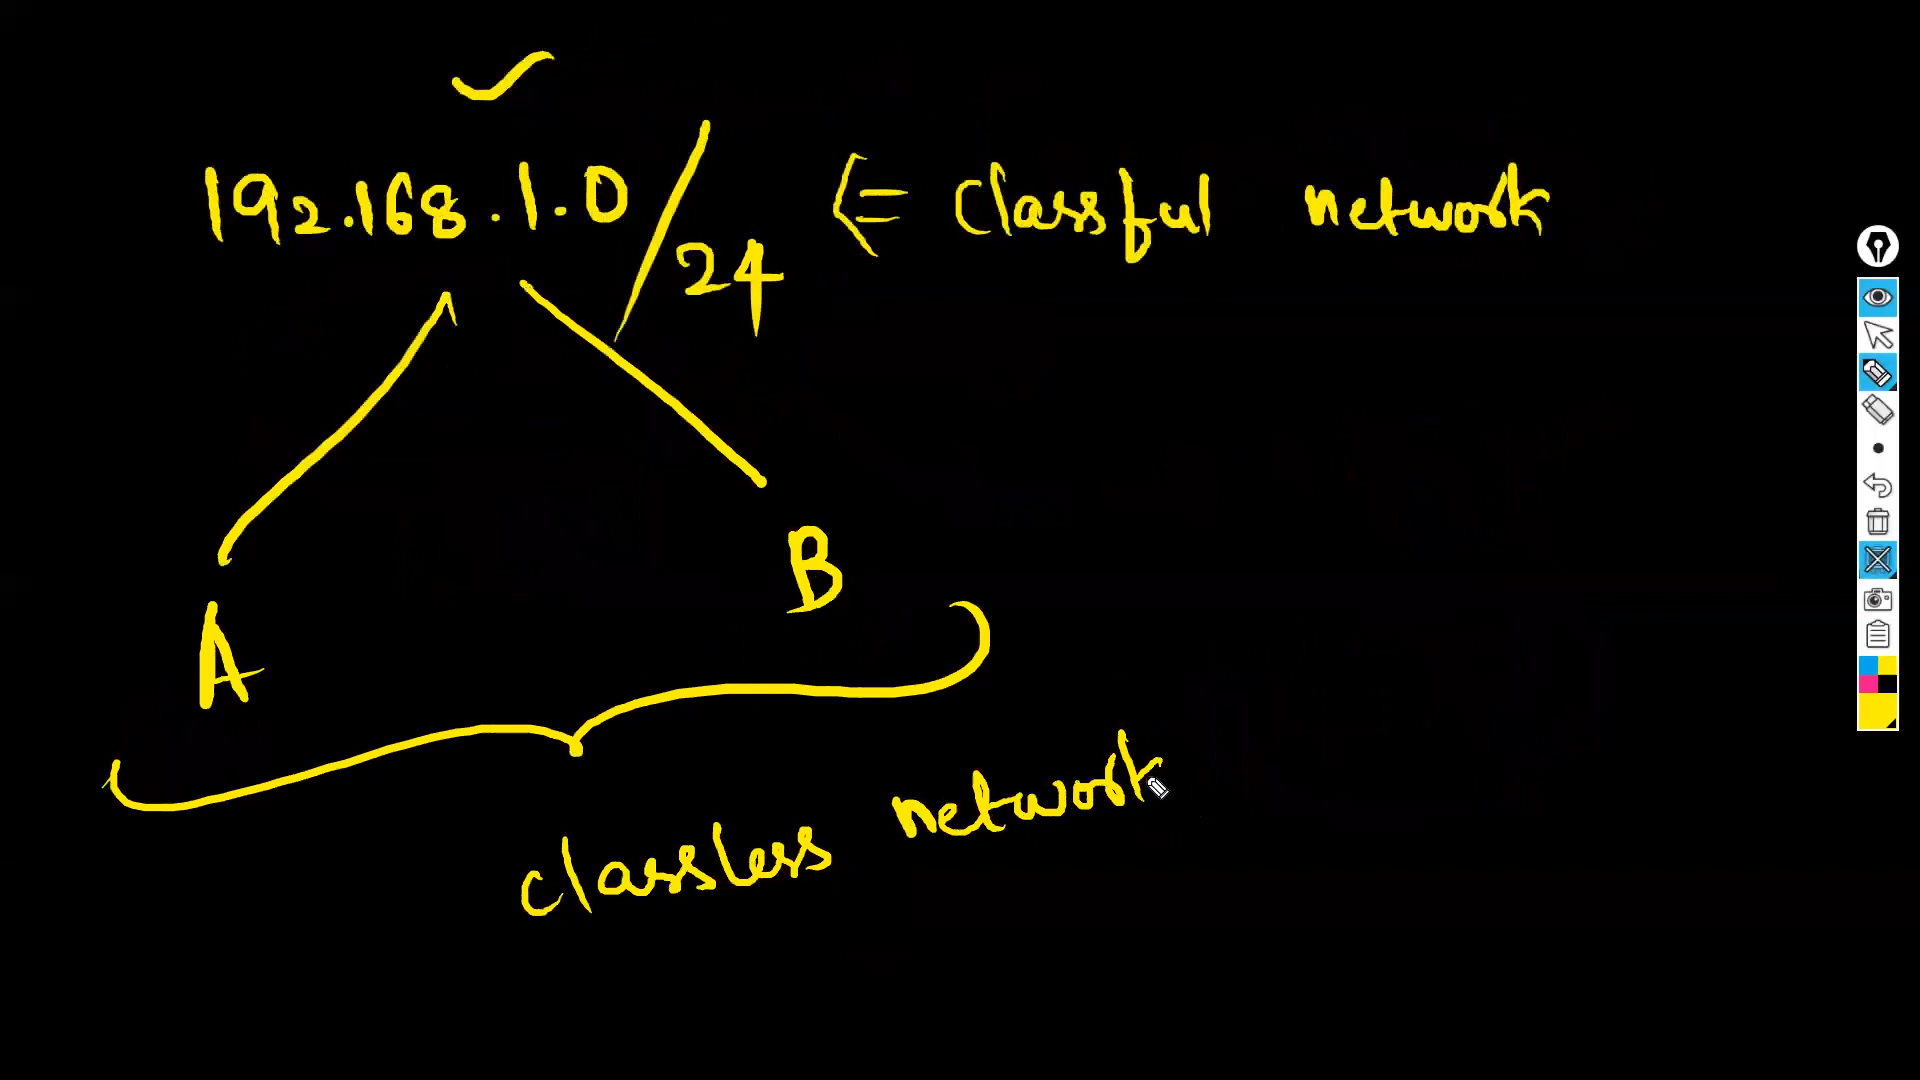 192.168.1.0/24 <= classful network
A
B
classless network